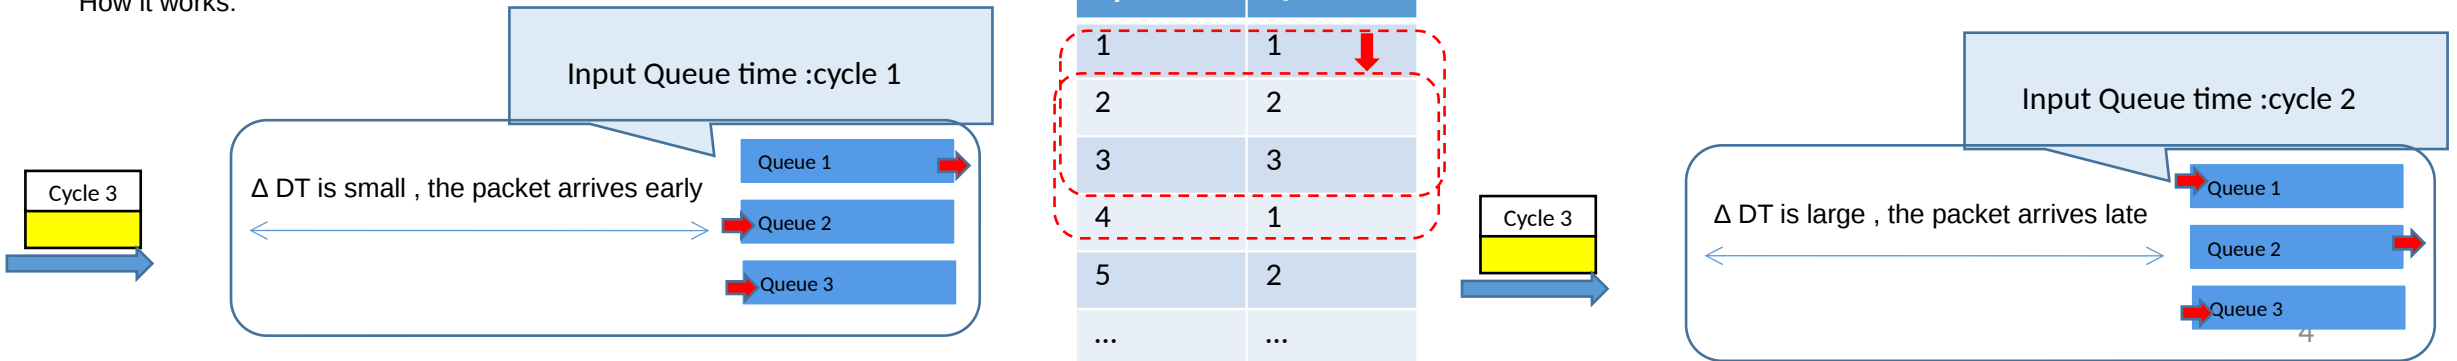 How it works:
Input Queue time :cycle 1
Cycle 3
Δ DT is small , the packet arrives early
Queue 1
Queue 2
Queue 3
1 1
2 2
3 3
4 1
5 2
... ...
Input Queue time :cycle 2
Cycle 3
Δ DT is large , the packet arrives late
Queue 1
Queue 2
Queue 3
4